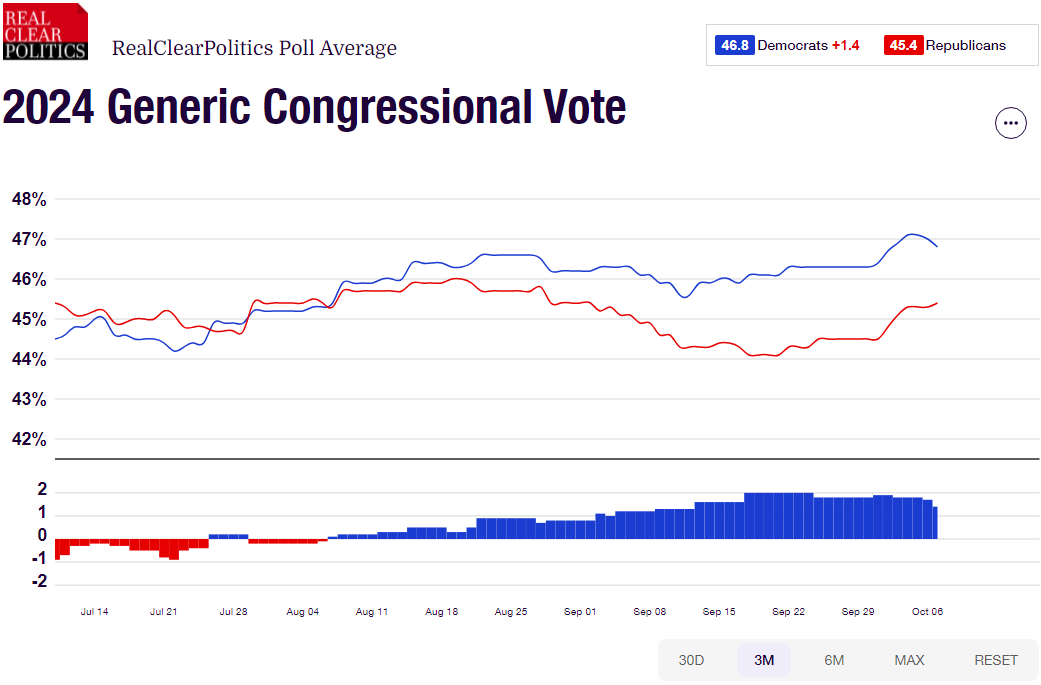 REAL
CLEAR
POLITICS
RealClearPolitics Poll Average
46.8 Democrats +1.4 45.4 Republicans
2024 Generic Congressional Vote
48%
47%
46%
45%
44%
43%
42%
2
1
0
-1
-2
Jul 14 Jul 21 Jul 28 Aug 04 Aug 11 Aug 18 Aug 25 Sep 01 Sep 08 Sep 15 Sep 22 Sep 29 Oct 06
30D 3M 6M MAX RESET